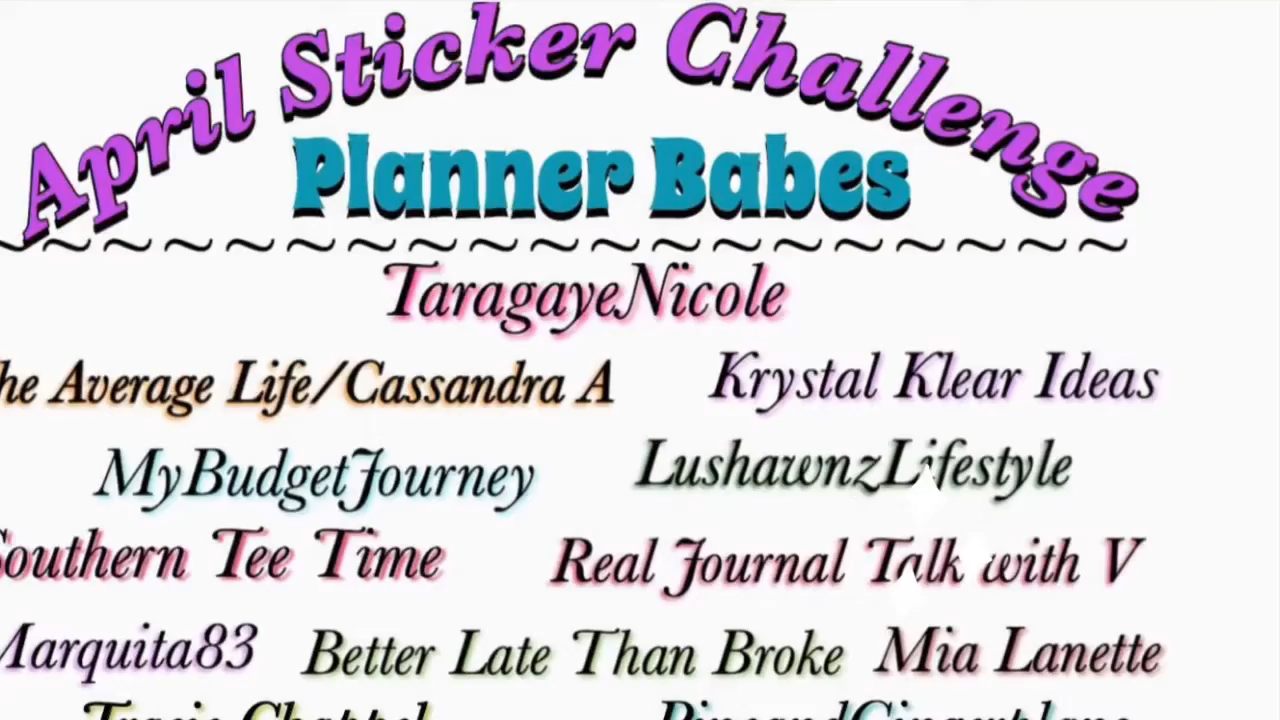 April Sticker Challenge
Planner Babes
~~~~~~~~~~~~~~~~~~~
TaragayeNicole
he Average Life/Cassandra A Krystal Klear Ideas
MyBudgetJourney LushawnzLifestyle
Southern Tee Time Real Journal Talk with V
Marquita83 Better Late Than Broke Mia Lanette